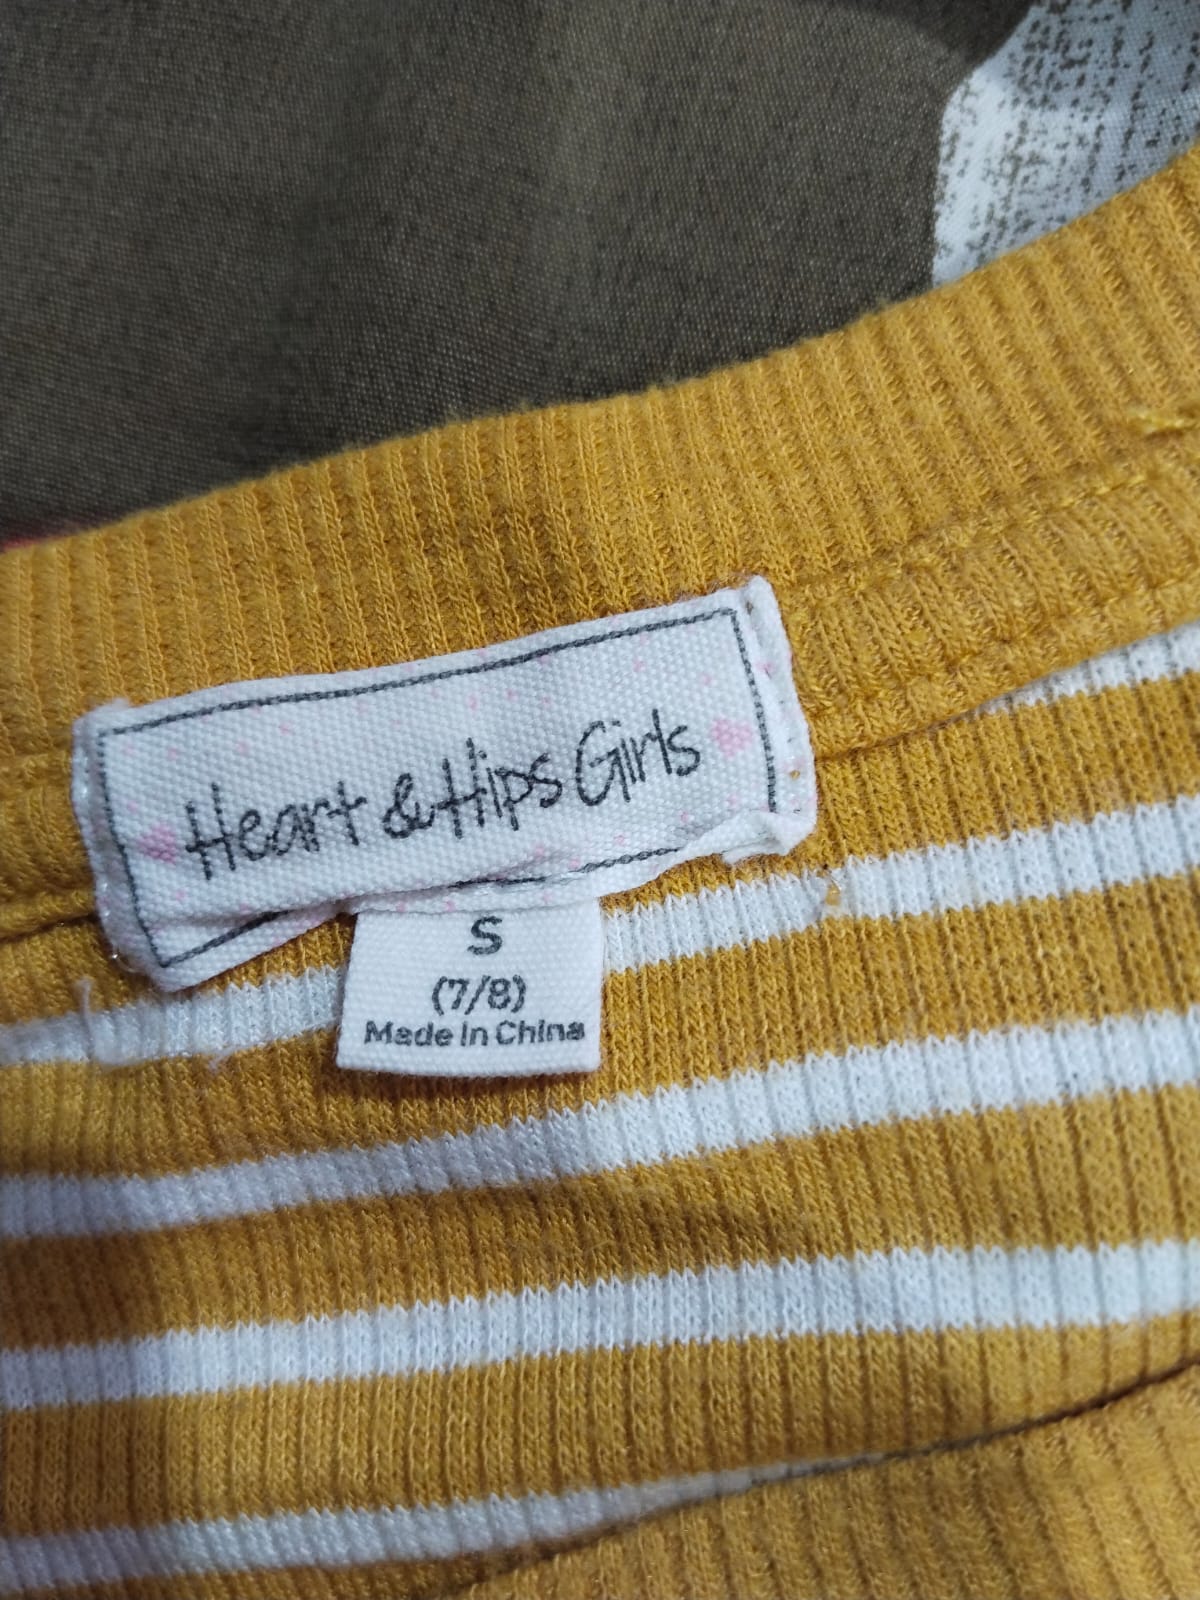 Heart & Hips Girls
S
(7/8)
Made In China